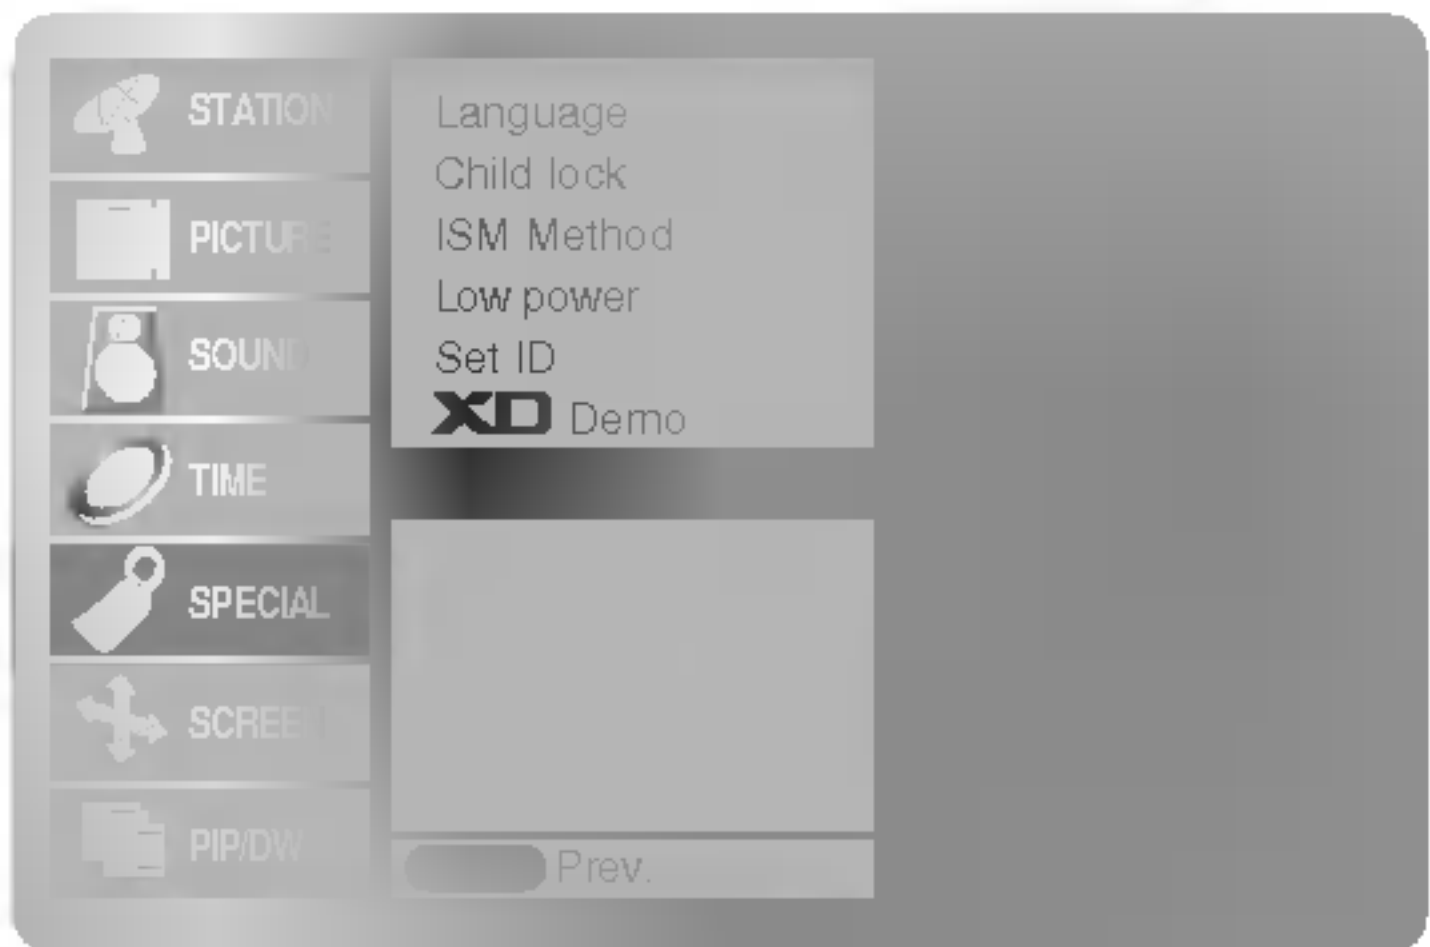 STATION
PICTURE
SOUND
TIME
SPECIAL
SCREEN
PIP/DW
Language
Child lock
ISM Method
Low power
Set ID
XD Demo
Prev.